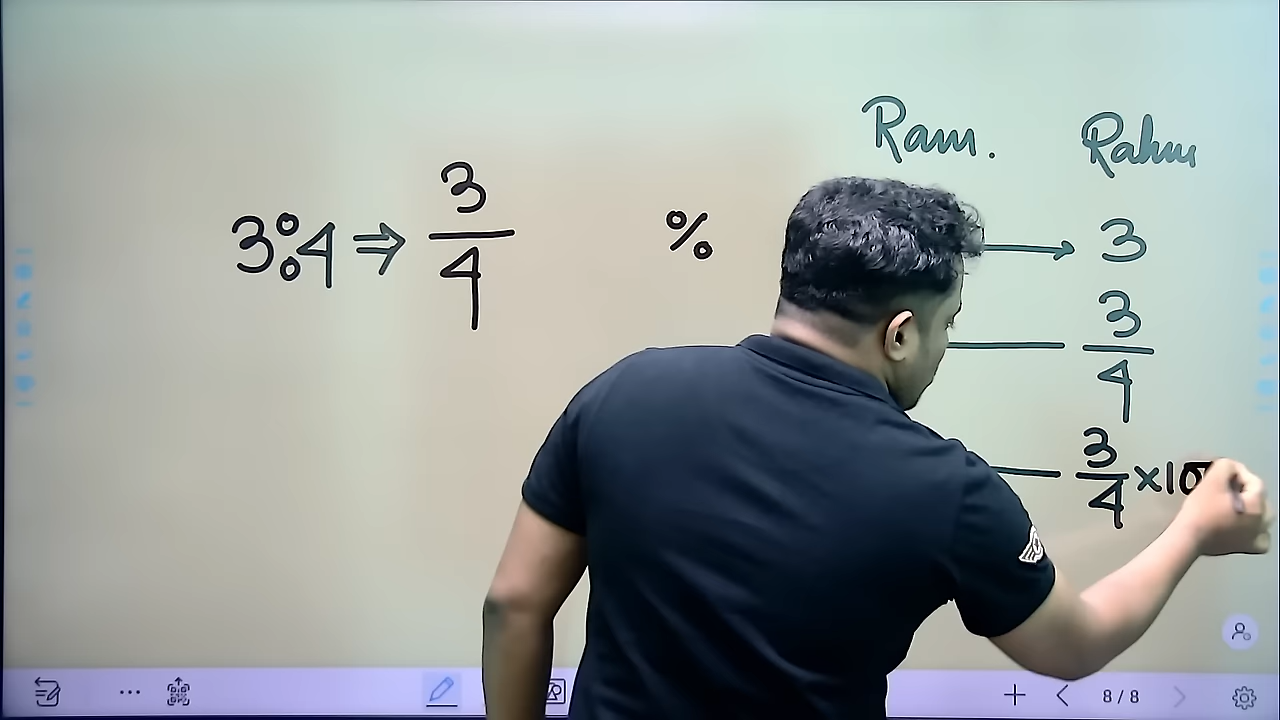 Ram. Rahu
3:4 ⇒ 3/4 % → 3
— 3/4
— 3/4 ×10
8/8